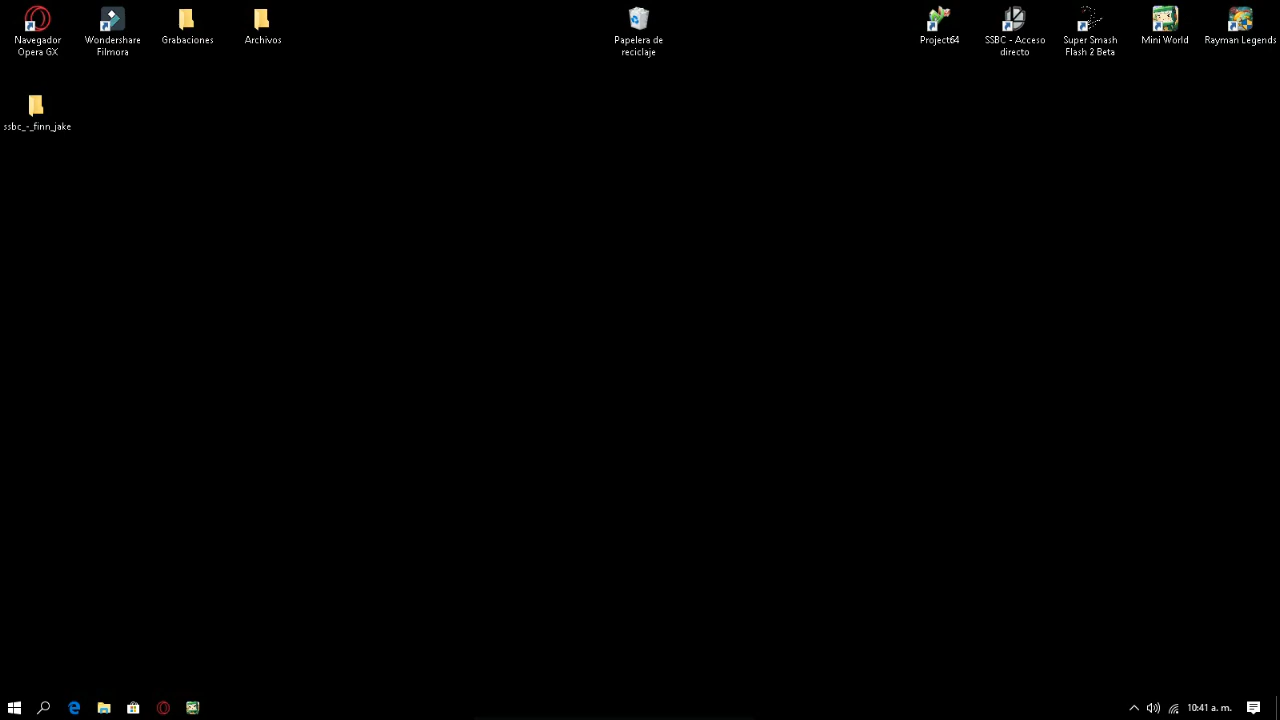 Navegador
Opera GX
Wondershare
Filmora
Grabaciones
Archivos
Papelera de
reciclaje
Project64
SSBC - Acceso
directo
Super Smash
Flash 2 Beta
Mini World
Rayman Legends
ssbc_-_finn_jake
10:41 a. m.